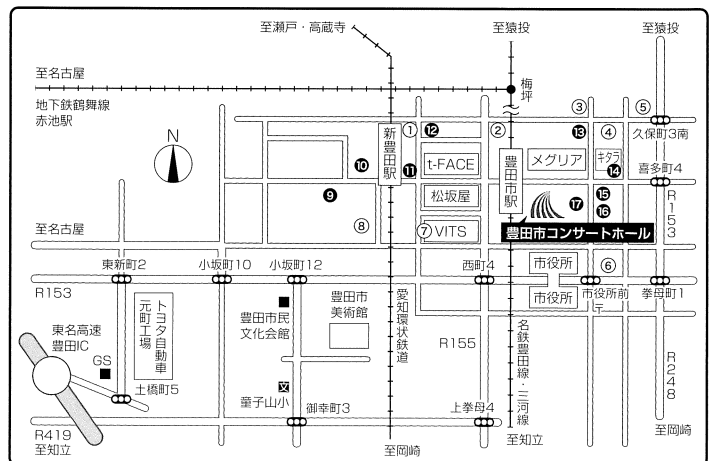 至瀬戸・高蔵寺
至猿投
至猿投
至名古屋
地下鉄鶴舞線
赤池駅
梅坪
N
新豊田駅
①
⑫
②
豊田市駅
③
⑬
④
⑤
久保町3南
⑩
⑪
t-FACE
メグリア
キタラ
⑭
喜多町4
⑨
松坂屋
⑰
⑮
⑯
R153
至名古屋
⑧
⑦
VITS
豊田市コンサートホール
東新町2
小坂町10
小坂町12
西町4
市役所
⑥
R153
市役所
市役所前
〒
挙母町1
トヨタ自動車
元町工場
豊田市民
文化会館
豊田市
美術館
愛知環状鉄道
R155
名鉄豊田線・三河線
R248
東名高速
豊田IC
GS
土橋町5
文
童子山小
御幸町3
上挙母4
R419
至知立
至岡崎
至知立
至岡崎